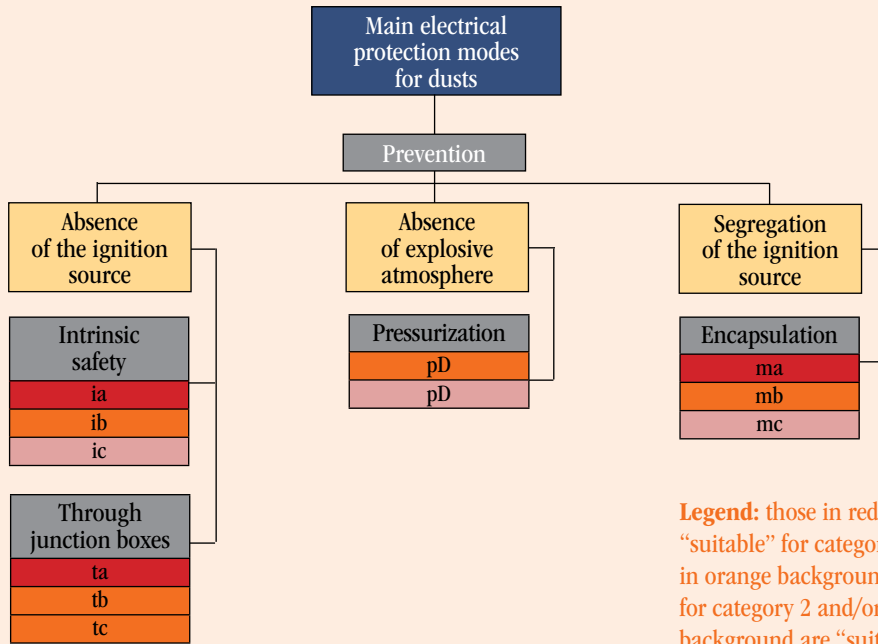 Main electrical
protection modes
for dusts
Prevention
Absence
of the ignition
source
Absence
of explosive
atmosphere
Segregation
of the ignition
source
Intrinsic
safety
ia
ib
ic
Pressurization
pD
pD
Encapsulation
ma
mb
mc
Through
junction boxes
ta
tb
tc
Legend: those in red
“suitable” for
in orange
for category 2 and/or
background are